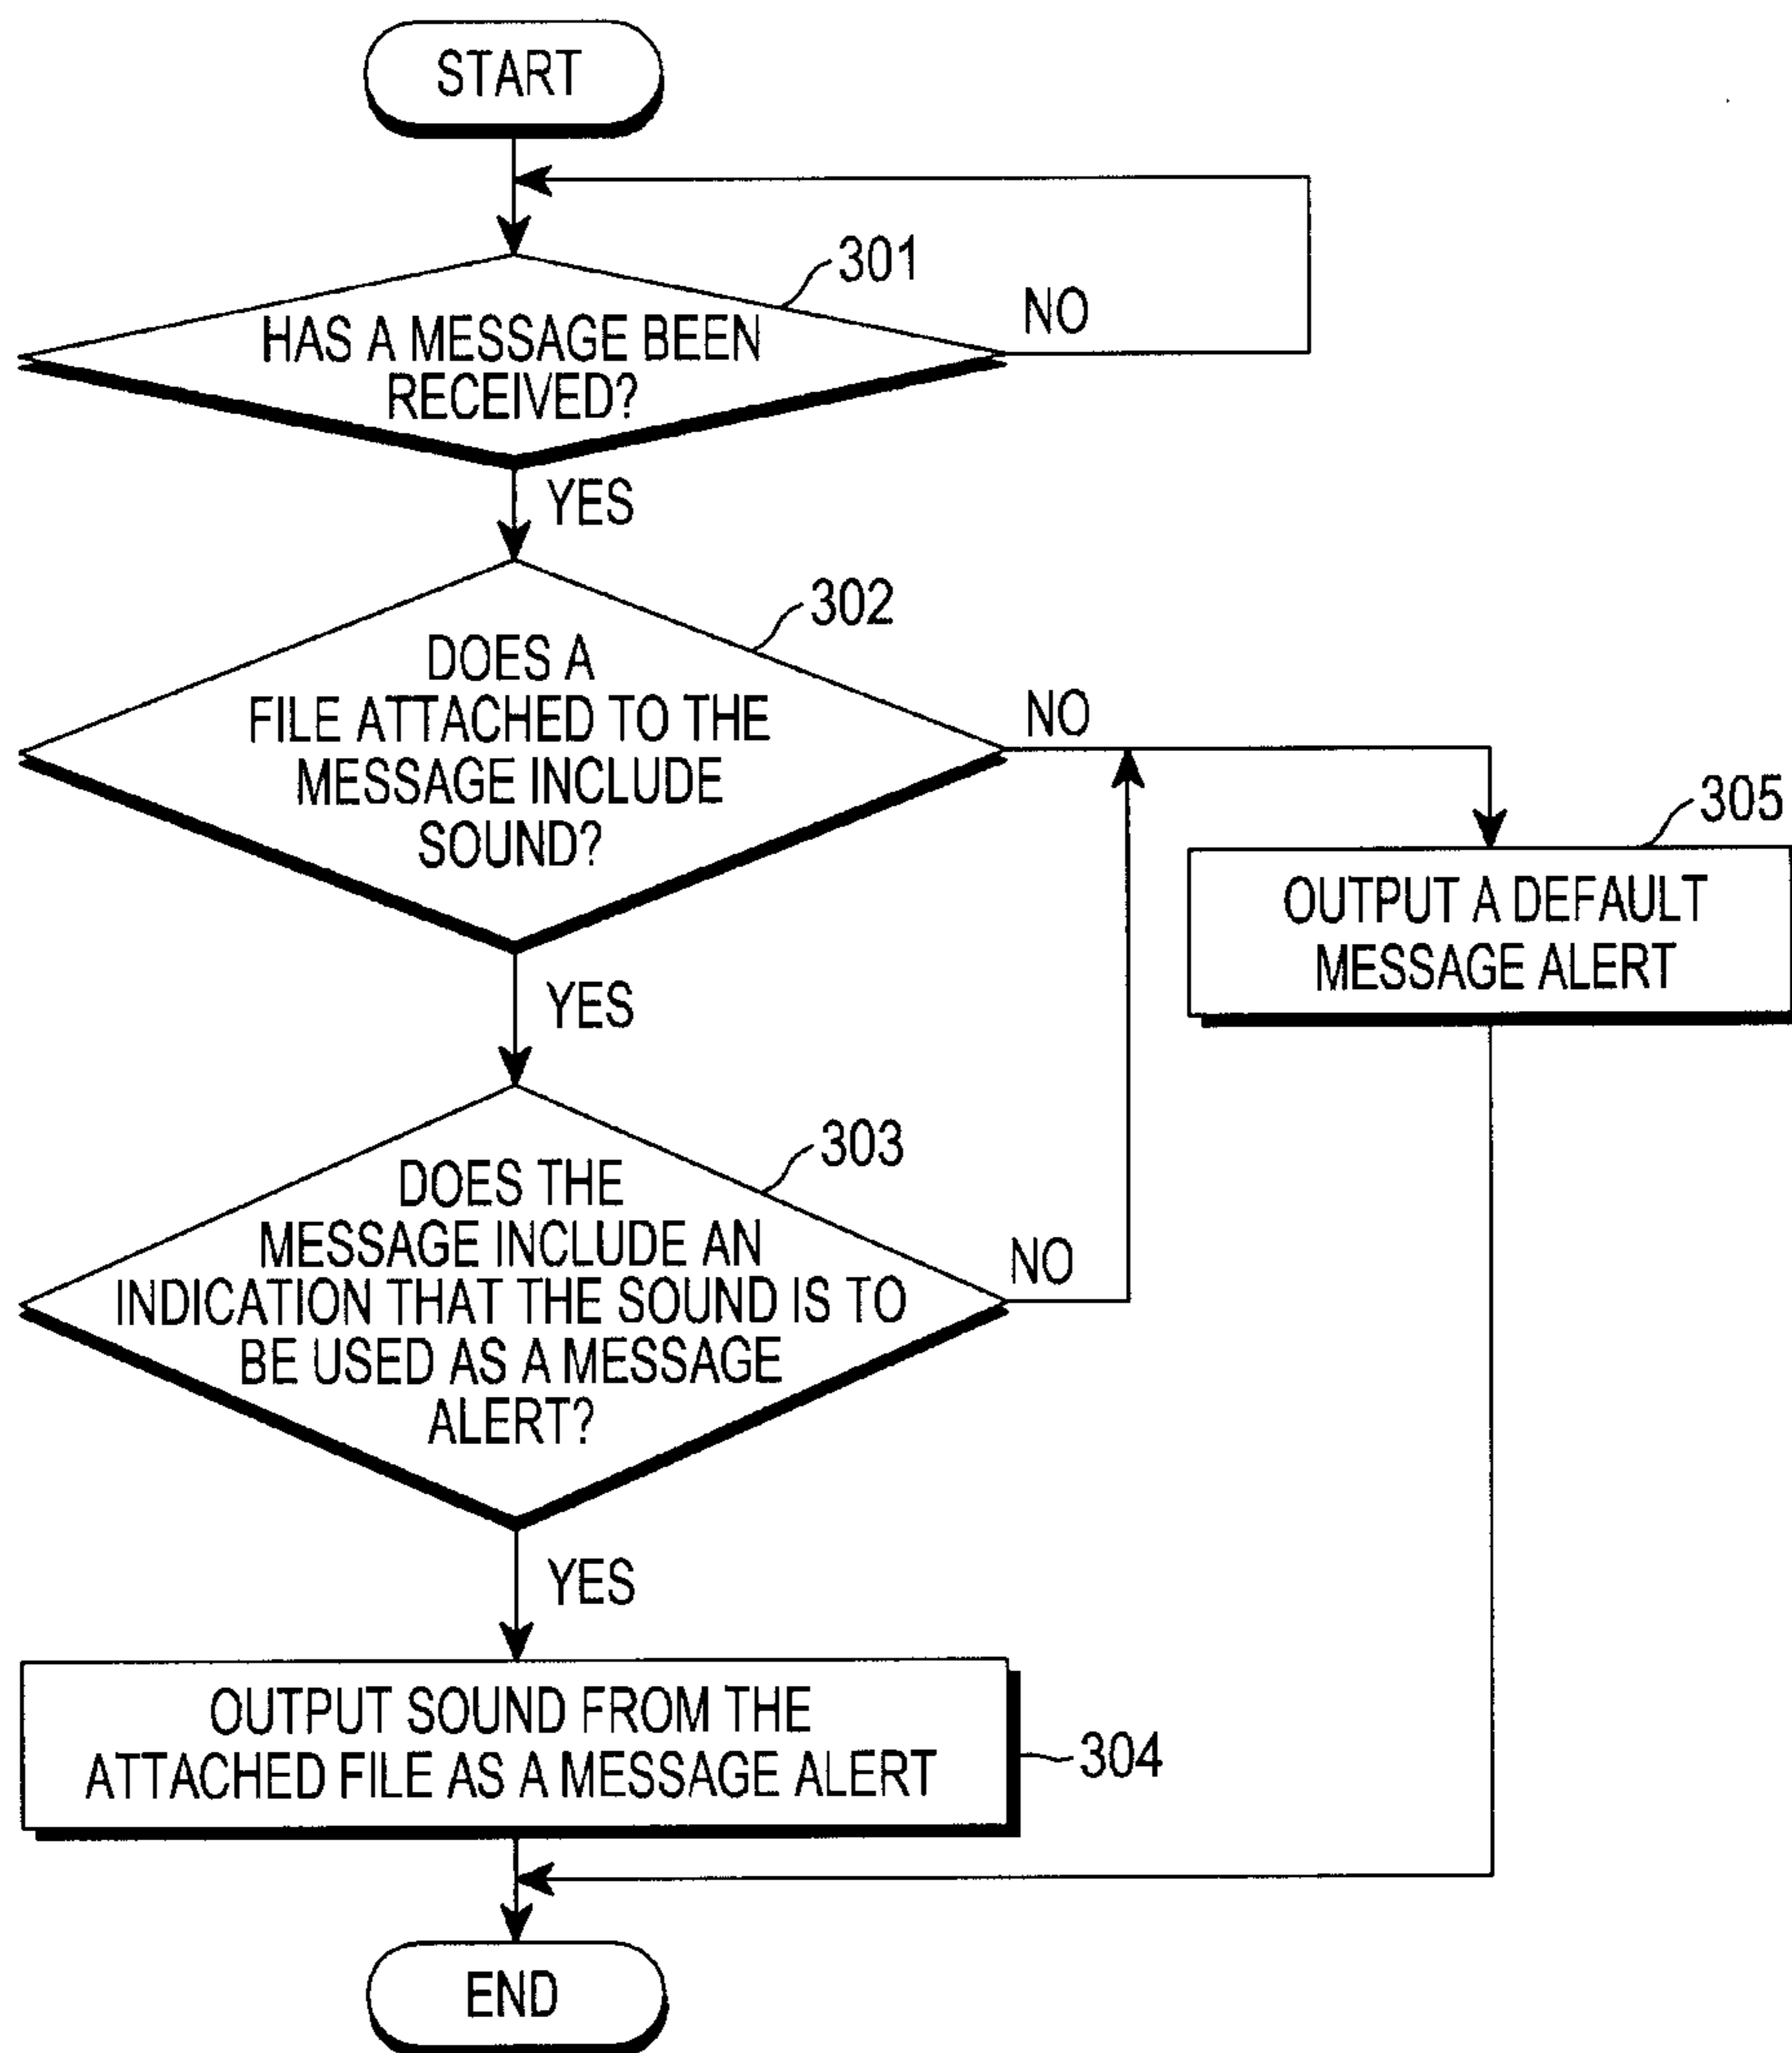 START
301
HAS A MESSAGE BEEN
RECEIVED?
NO
YES
302
DOES A
FILE ATTACHED TO THE
MESSAGE INCLUDE
SOUND?
NO
305
OUTPUT A DEFAULT
MESSAGE ALERT
YES
303
DOES THE
MESSAGE INCLUDE AN
INDICATION THAT THE SOUND IS TO
BE USED AS A MESSAGE
ALERT?
NO
YES
OUTPUT SOUND FROM THE
ATTACHED FILE AS A MESSAGE ALERT
304
END